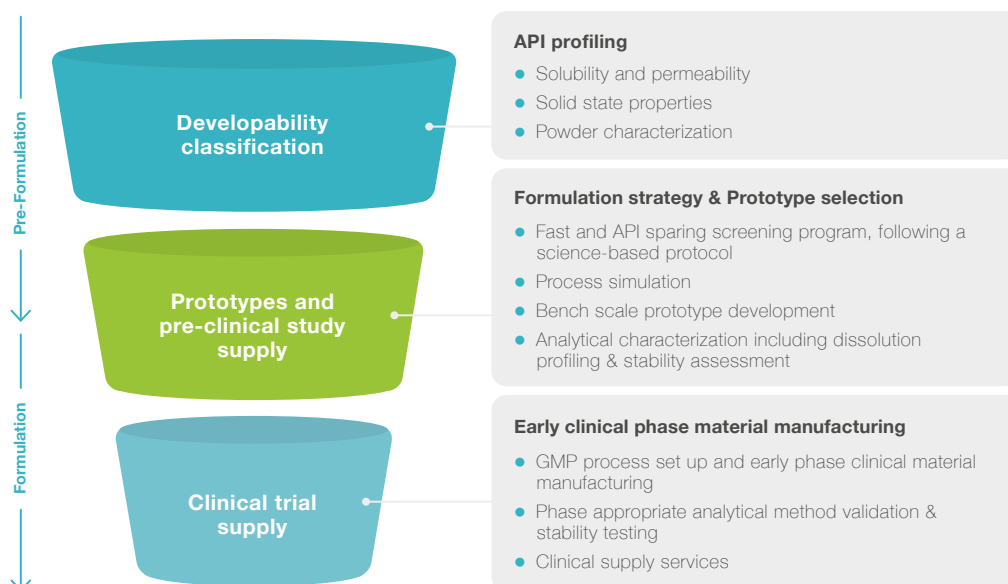 Pre-Formulation
Developability
classification
API profiling
Solubility and permeability
Solid state properties
Powder characterization
Prototypes and
pre-clinical study
supply
Formulation strategy & Prototype selection
Fast and API sparing screening program, following a
science-based protocol
Process simulation
Bench scale prototype development
Analytical characterization including dissolution
profiling & stability assessment
Formulation
Clinical trial
supply
Early clinical phase material manufacturing
GMP process set up and early phase clinical material
manufacturing
Phase appropriate analytical method validation &
stability testing
Clinical supply services